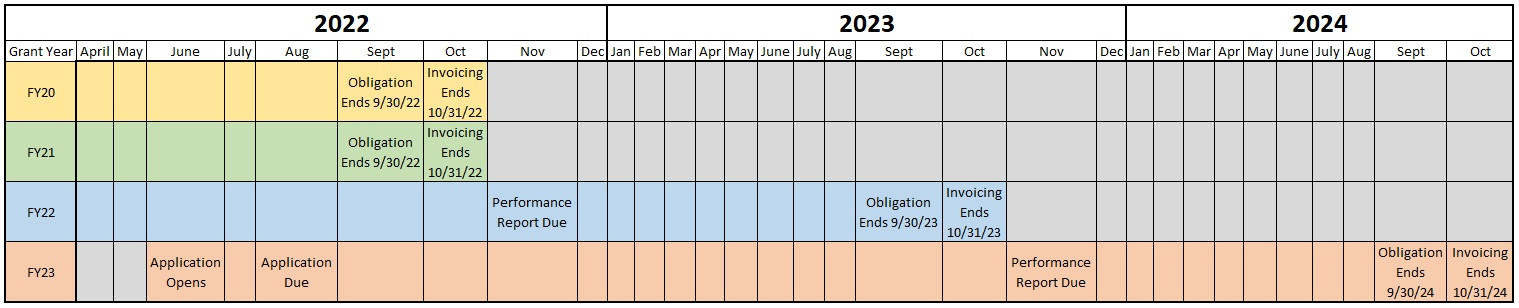 2022 2023 2024
Grant Year April May June July Aug Sept Oct Nov Dec Jan Feb Mar Apr May June July Aug Sept Oct Nov Dec Jan Feb Mar Apr May June July Aug Sept Oct
FY20
Obligation
Ends 9/30/22
Invoicing
Ends
10/31/22
FY21
Obligation
Ends 9/30/22
Invoicing
Ends
10/31/22
FY22
Performance
Report Due
Obligation
Ends 9/30/23
Invoicing
Ends
10/31/23
FY23
Application
Opens
Application
Due
Performance
Report Due
Obligation
Ends
9/30/24
Invoicing
Ends
10/31/24